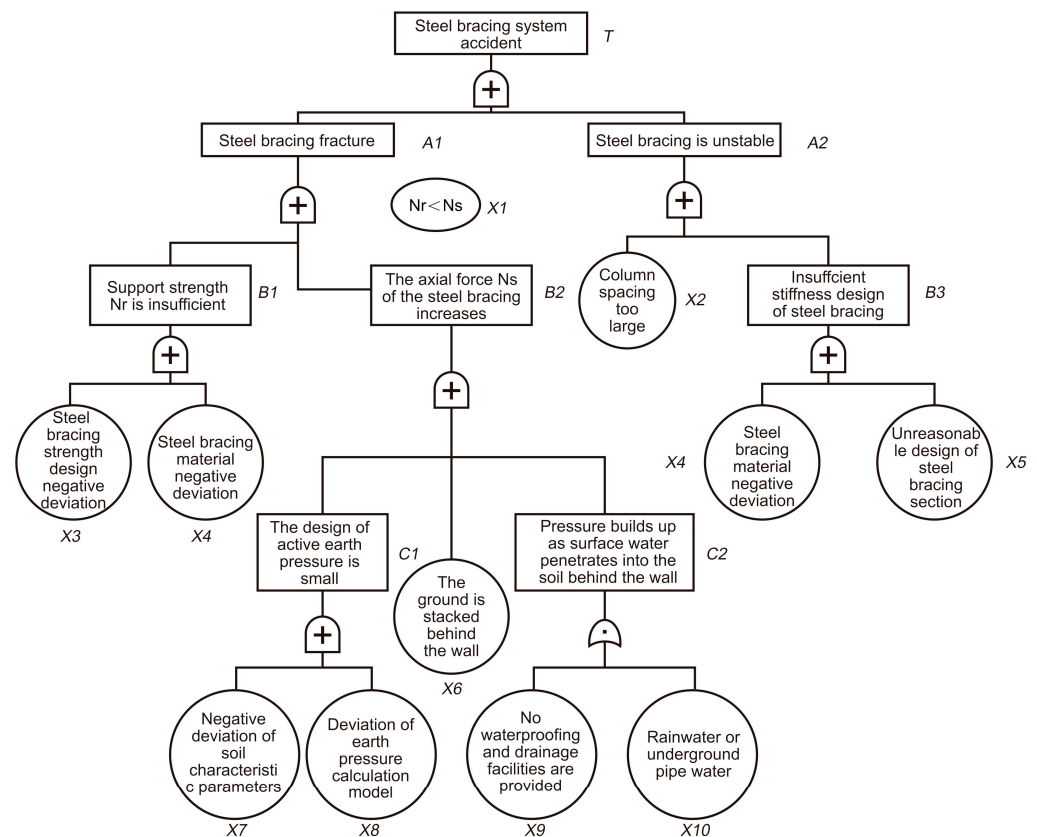 Steel bracing system
accident
T
+
Steel bracing fracture
A1
Steel bracing is unstable
A2
+
Nr<Ns
X1
+
Support strength
Nr is insufficient
B1
The axial force Ns
of the steel bracing
increases
B2
Column
spacing
too
large
X2
Insuffcient
stiffness design
of steel bracing
B3
+
+
+
Steel
bracing
strength
design
negative
deviation
X3
Steel bracing
material
negative
deviation
X4
X4
Steel
bracing
material
negative
deviation
Unreasonab
le design of
steel
bracing
section
X5
The design of
active earth
pressure is
small
C1
The
ground is
stacked
behind
the wall
X6
Pressure builds up
as surface water
penetrates into the
soil behind the wall
C2
+
·
Negative
deviation of
soil
characteristi
c parameters
X7
Deviation of
earth
pressure
calculation
model
X8
No
waterproofing
and drainage
facilities are
provided
X9
Rainwater or
underground
pipe water
X10